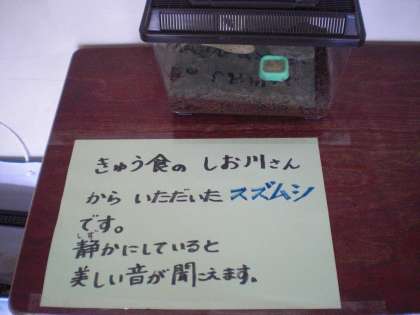 きゅう食の しお川さん
から いただいた スズムシ
です。
静かにしていると
美しい音が聞こえます。